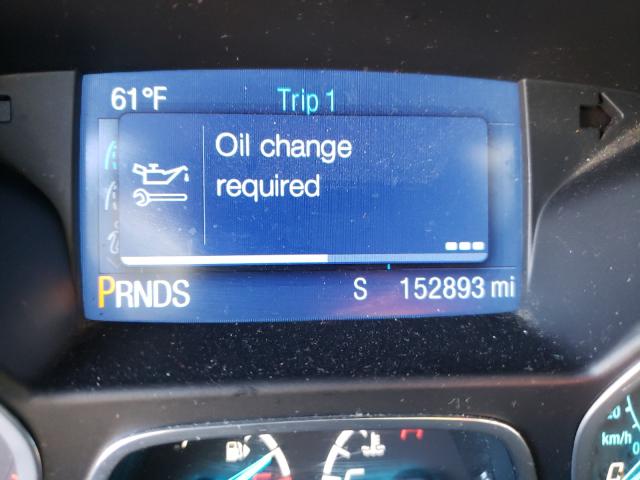 61°F Trip 1
Oil change
required
PRNDS S 152893 mi
km/h